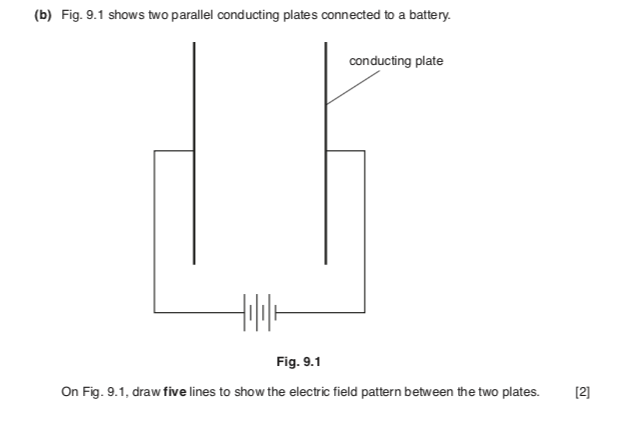 (b) Fig. 9.1 shows two parallel conducting plates connected to a battery.
conducting plate
Fig. 9.1
On Fig. 9.1, draw five lines to show the electric field pattern between the two plates. [2]